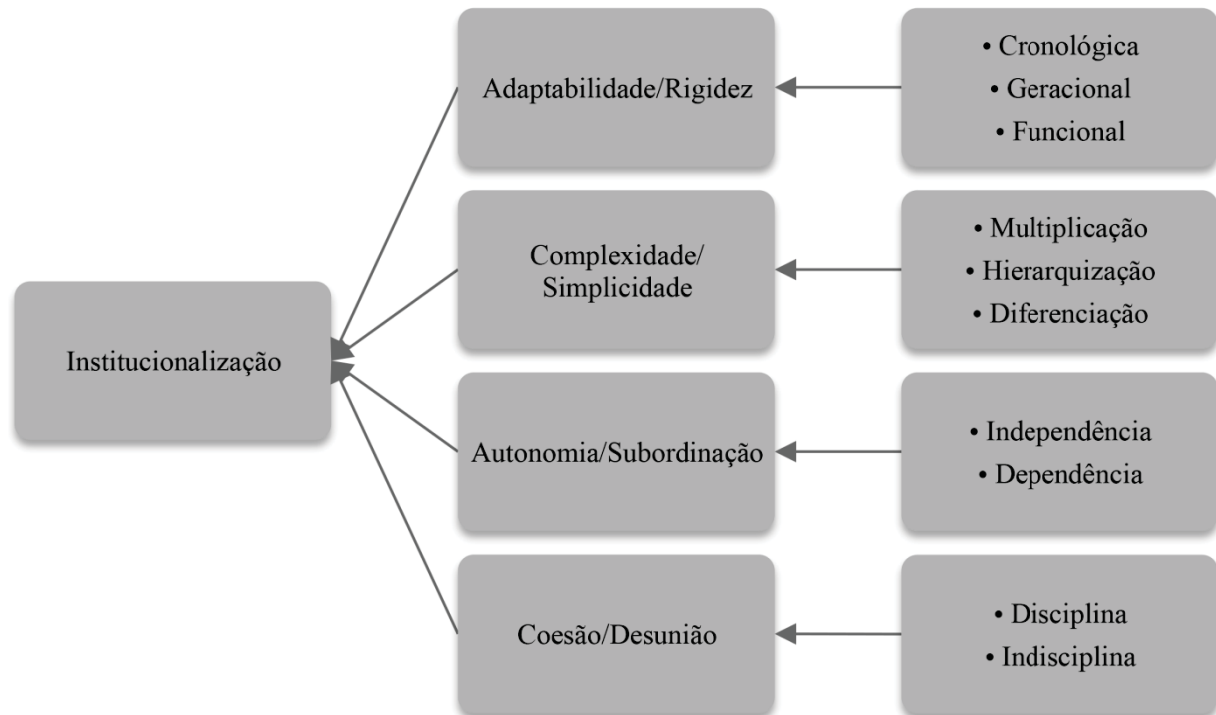 Adaptabilidade/Rigidez
• Cronológica
• Geracional
• Funcional
Complexidade/
Simplicidade
• Multiplicação
• Hierarquização
• Diferenciação
Institucionalização
Autonomia/Subordinação
• Independência
• Dependência
Coesão/Desunião
• Disciplina
• Indisciplina